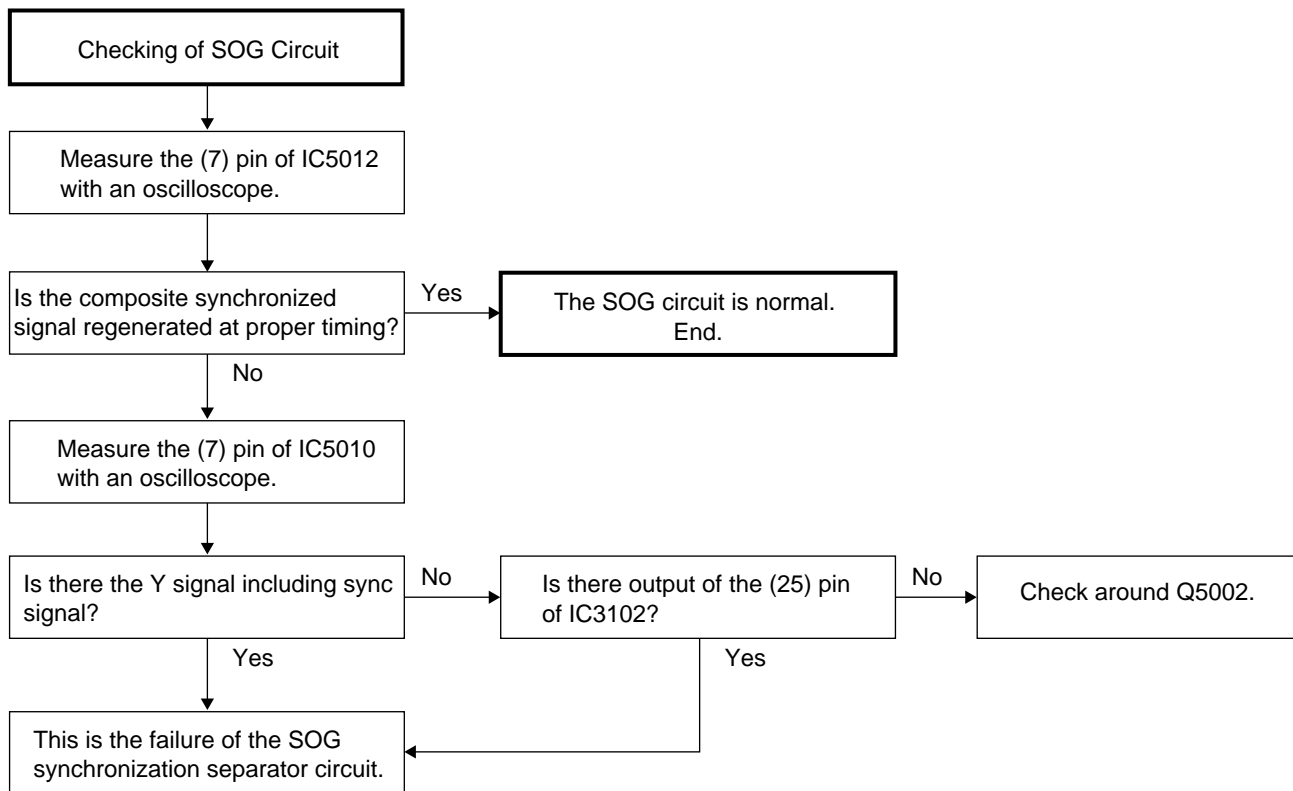 Checking of SOG Circuit
Measure the (7) pin of IC5012
with an oscilloscope.
Is the composite synchronized
signal regenerated at proper timing?
Yes
The SOG circuit is normal.
End.
No
Measure the (7) pin of IC5010
with an oscilloscope.
Is there the Y signal including sync
signal?
No
Is there output of the (25) pin
of IC3102?
No
Check around Q5002.
Yes
Yes
This is the failure of the SOG
synchronization separator circuit.